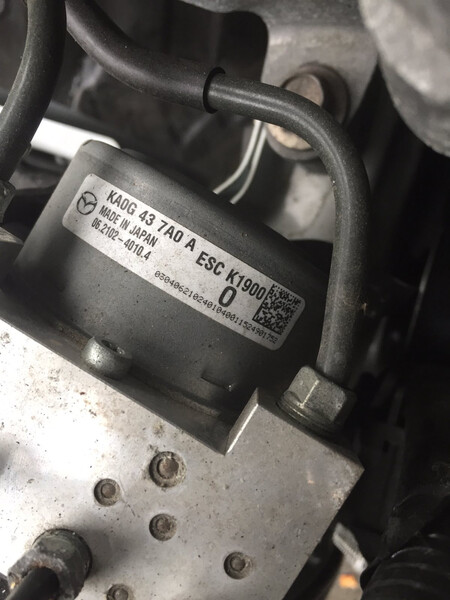 KA0G 43 7A0 A ESC K1900
MADE IN JAPAN
06.2102-4010.4
0